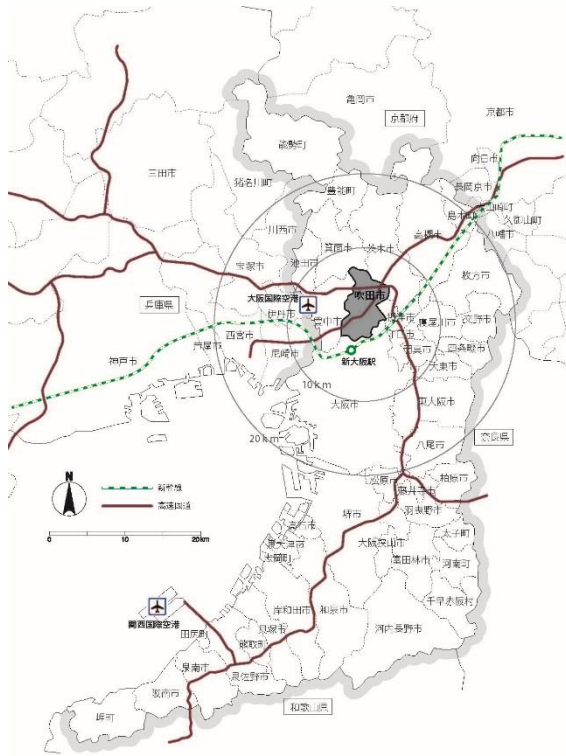 亀岡市
京都市
京都府
能勢町
向日市
三田市
猪名川町
豊能町
長岡京市
大山崎町
島本町
久御山町
八幡市
川西市
箕面市
茨木市
高槻市
池田市
宝塚市
枚方市
大阪国際空港
吹田市
兵庫県
伊丹市
豊中市
摂津市
寝屋川市
交野市
西宮市
芦屋市
尼崎市
守口市
門真市
四条畷市
神戸市
新大阪駅
大東市
10km
大阪市
東大阪市
20km
八尾市
奈良県
N
新幹線
高速国道
松原市
藤井寺市
柏原市
羽曳野市
0
10
20km
堺市
高石市
大阪狭山市
太子町
泉大津市
忠岡町
富田林市
河南町
千早赤阪村
関西国際空港
岸和田市
和泉市
田尻町
貝塚市
河内長野市
熊取町
泉南市
泉佐野市
阪南市
岬町
和歌山県